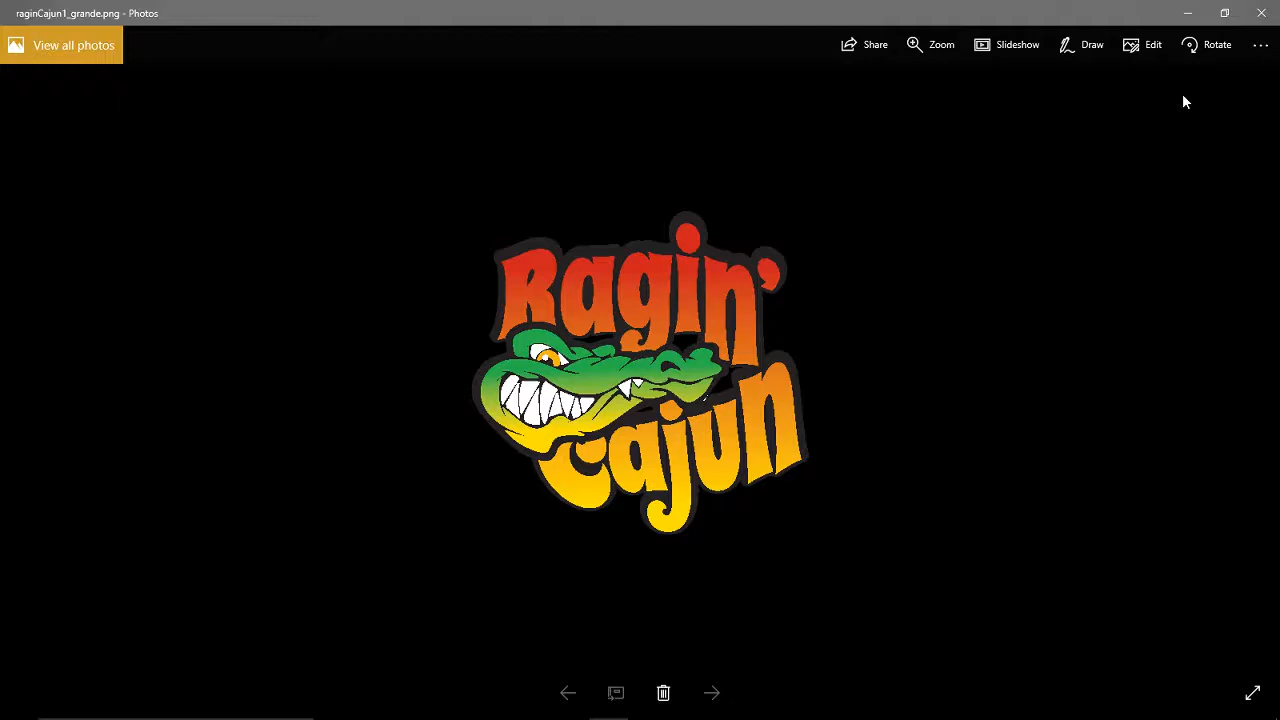 raginCajun1_grande.png - Photos
View all photos
Share
Zoom
Slideshow
Draw
Edit
Rotate
Ragin'
Cajun